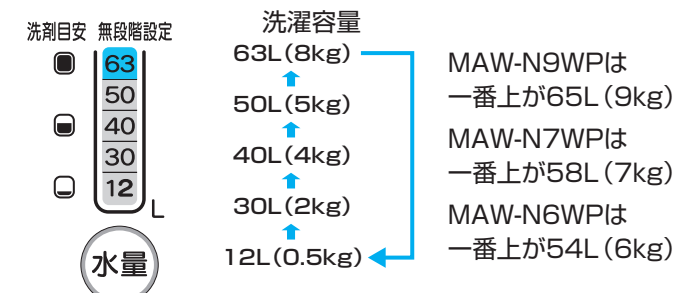 洗剤目安 無段階設定
63
50
40
30
12
L
水量
洗濯容量
63L(8kg)
50L(5kg)
40L(4kg)
30L(2kg)
12L(0.5kg)
MAW-N9WPは
一番上が65L(9kg)
MAW-N7WPは
一番上が58L(7kg)
MAW-N6WPは
一番上が54L(6kg)